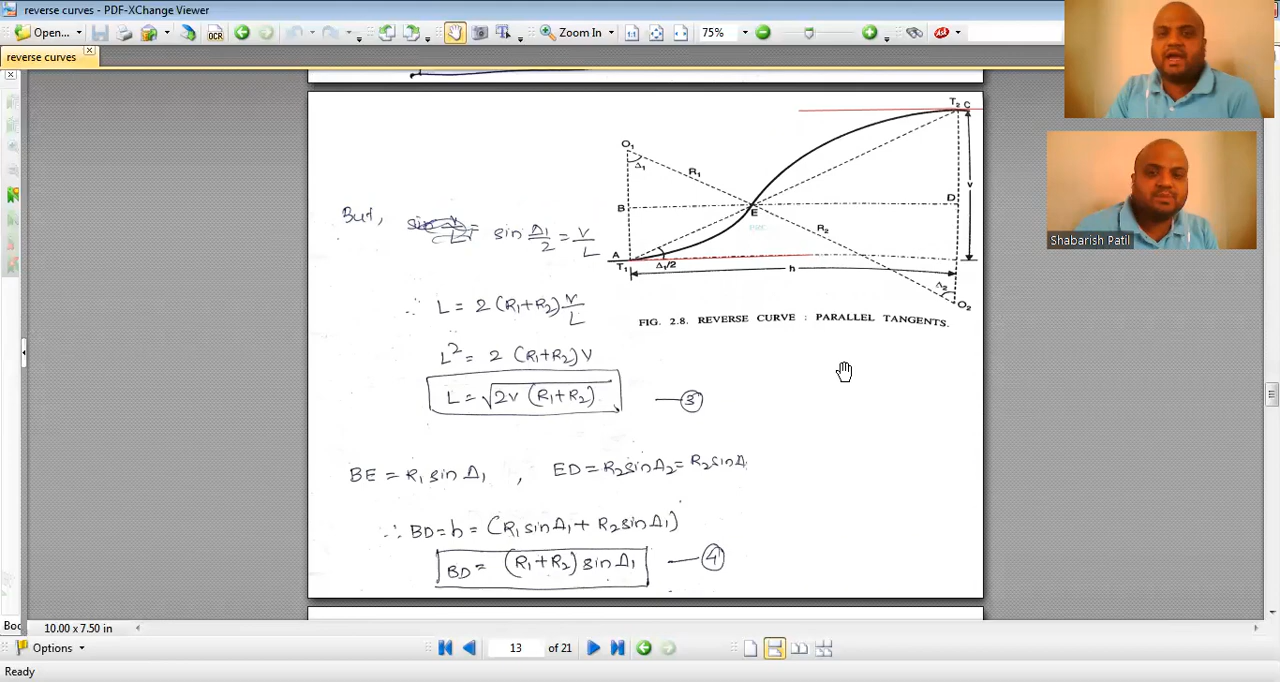 reverse curves - PDF-XChange Viewer
Open...
OCR
Zoom In
75%
reverse curves
But,
sin Δ1/2 = V/L
∴ L = 2 (R1+R2) V/L
L² = 2 (R1+R2) V
L = √2v (R1+R2) — 3
BE = R1 sin Δ1 , ED = R2 sin Δ2 = R2 sin Δ
∴ BD = h = (R1 sin Δ1 + R2 sin Δ1)
BD = (R1+R2) sin Δ1 — 4
T2 C
O1
Δ1
R1
B
E
D
v
R2
A
T1
Δ1/2
h
Δ2
O2
FIG. 2.8. REVERSE CURVE : PARALLEL TANGENTS.
Shabarish Patil
10.00 x 7.50 in
Options
13
of 21
Ready